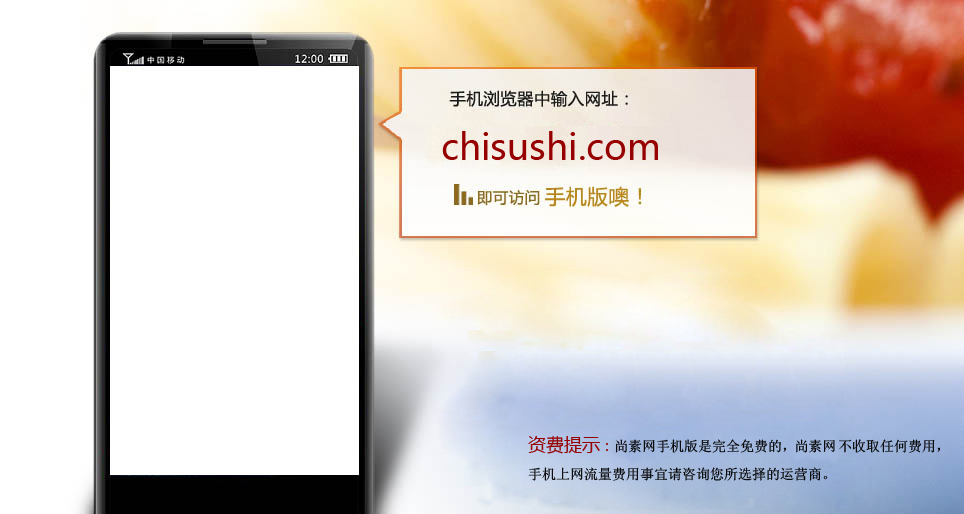 中国移动 12:00
手机浏览器中输入网址：
chisushi.com
即可访问 手机版噢！
资费提示：尚素网手机版是完全免费的，尚素网 不收取任何费用，
手机上网流量费用事宜请咨询您所选择的运营商。